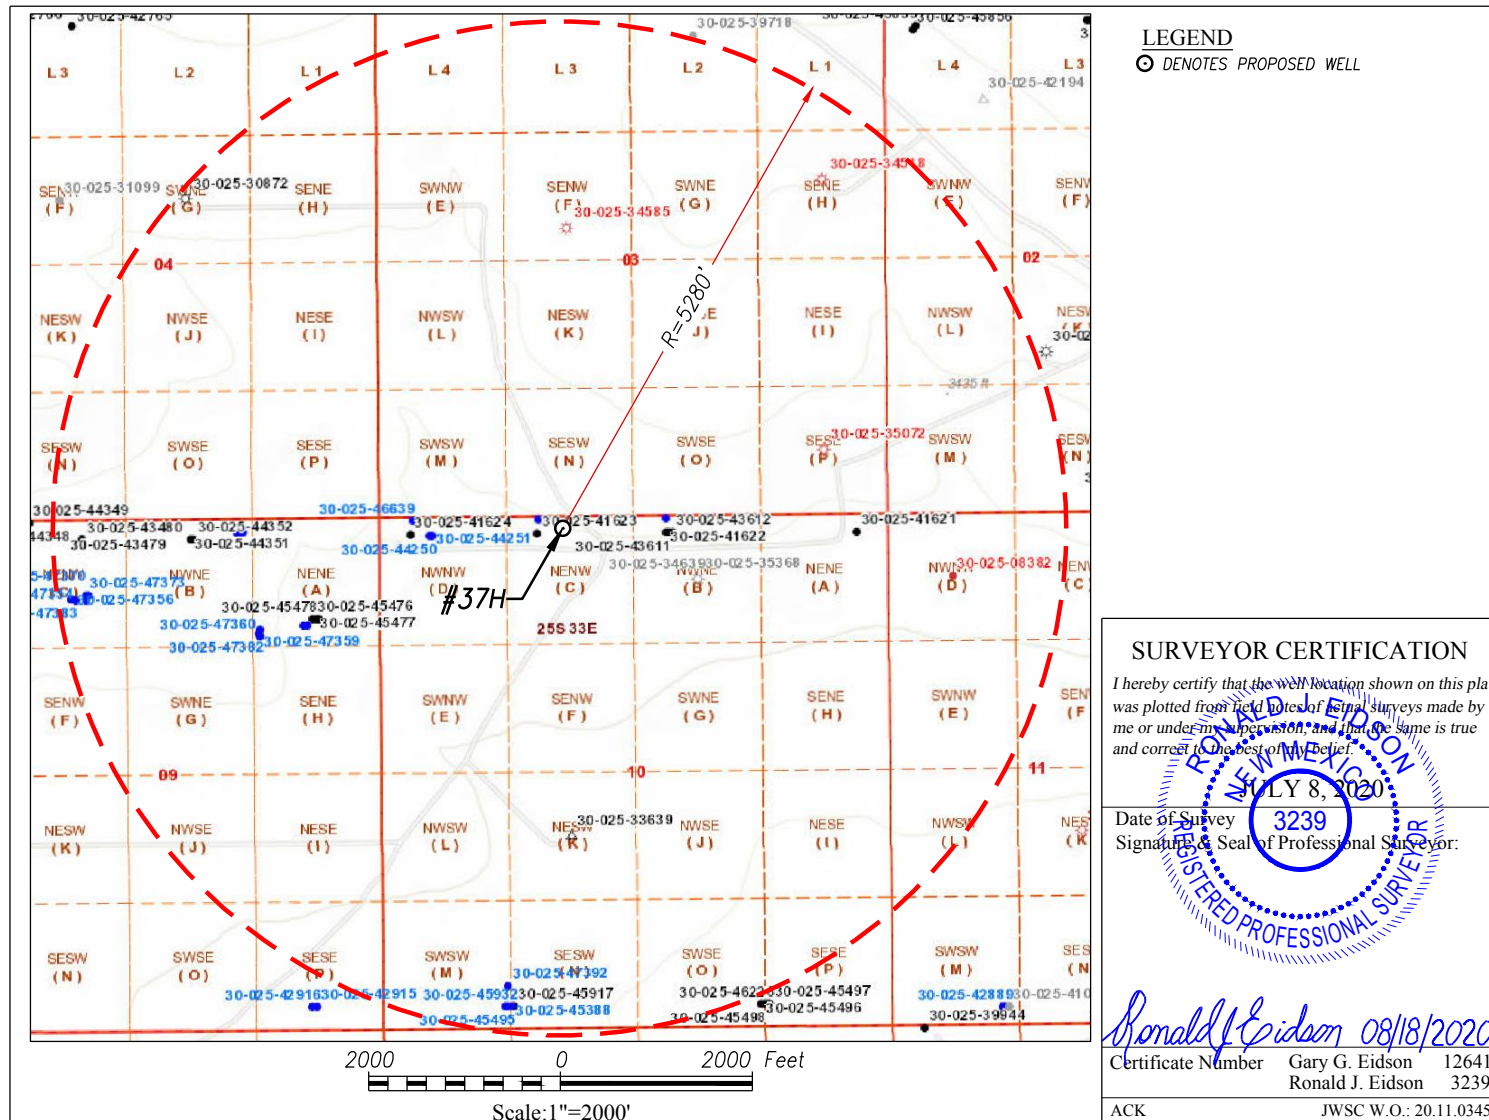 30-025-42765
30-025-39718
30-025-45856
LEGEND
DENOTES PROPOSED WELL
L 3
L 2
L 1
L 4
L 3
L 2
L 1
L 4
L 3
30-025-42194
30-025-34518
30-025-31099
30-025-30872
SWNE
(G)
SENE
(H)
SWNW
(E)
SENW
(F)
SWNE
(G)
SENE
(H)
SWNW
(E)
SENW
(F)
(F)
30-025-34585
04
03
02
R=5280'
NESW
(K)
NWSE
(J)
NESE
(I)
NWSW
(L)
NESW
(K)
NESE
(I)
NWSW
(L)
3435 ft
SESW
(N)
SWSE
(O)
SESE
(P)
SWSW
(M)
SESW
(N)
SWSE
(O)
SESE
(P)
30-025-35072
SWSW
(M)
(N)
30-025-44349
30-025-43480
30-025-44352
30-025-46639
30-025-41624
30-025-41623
30-025-43612
30-025-41621
44348
30-025-43479
30-025-44351
30-025-44250
30-025-44251
30-025-43611
30-025-41622
30-025-34639
30-025-35368
30-025-08382
30-025-47373
30-025-47356
47383
NWNE
(B)
NENE
(A)
NWNW
(D)
NENW
(C)
(B)
NENE
(A)
(D)
(C)
#37H
30-025-45478
30-025-45476
30-025-47360
30-025-45477
30-025-47382
30-025-47359
25S 33E
SENW
(F)
SWNE
(G)
SENE
(H)
SWNW
(E)
SENW
(F)
SWNE
(G)
SENE
(H)
SWNW
(E)
09
10
11
30-025-33639
NESW
(K)
NWSE
(J)
NESE
(I)
NWSW
(L)
NESW
(K)
NWSE
(J)
NESE
(I)
NWSW
(L)
SESW
(N)
SWSE
(O)
SESE
(P)
SWSW
(M)
SESW
(N)
SWSE
(O)
SESE
(P)
SWSW
(M)
30-025-42916
30-025-42915
30-025-45932
30-025-45917
30-025-45495
30-025-45388
30-025-45497
30-025-45498
30-025-45496
30-025-42889
30-025-39944
2000 0 2000 Feet
Scale:1"=2000'
SURVEYOR CERTIFICATION
I hereby certify that the well location shown on this pla
was plotted from field notes of actual surveys made by
me or under my supervision, and that the same is true
and correct to the best of my belief.
JULY 8, 2020
Date of Survey
Signature & Seal of Professional Surveyor:
RONALD J. EIDSON
NEW MEXICO
3239
REGISTERED PROFESSIONAL SURVEYOR
Ronald J Eidson 08/18/2020
Certificate Number Gary G. Eidson 12641
Ronald J. Eidson 3239
ACK JWSC W.O.: 20.11.0345